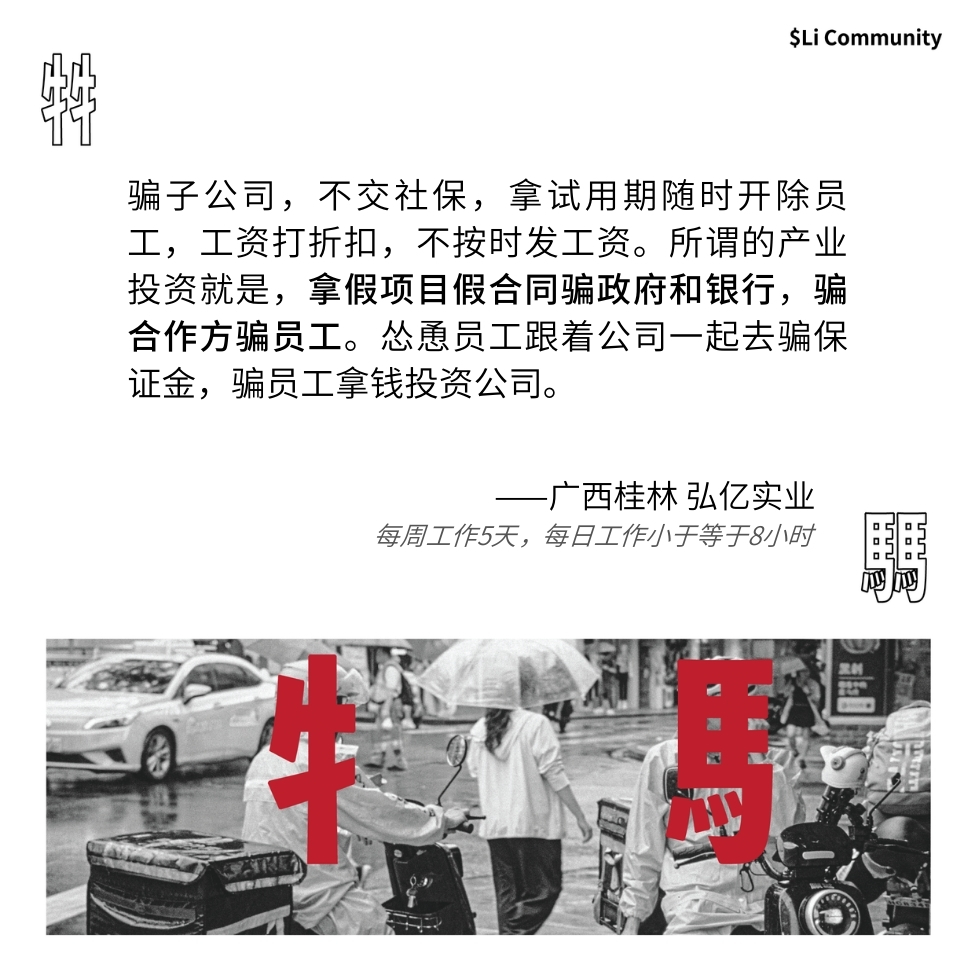 $Li Community
牜牜
骗子公司，不交社保，拿试用期随时开除员
工，工资打折扣，不按时发工资。所谓的产业
投资就是，拿假项目假合同骗政府和银行，骗
合作方骗员工。怂恿员工跟着公司一起去骗保
证金，骗员工拿钱投资公司。
——广西桂林 弘亿实业
每周工作5天，每日工作小于等于8小时
馬馬
牜 馬